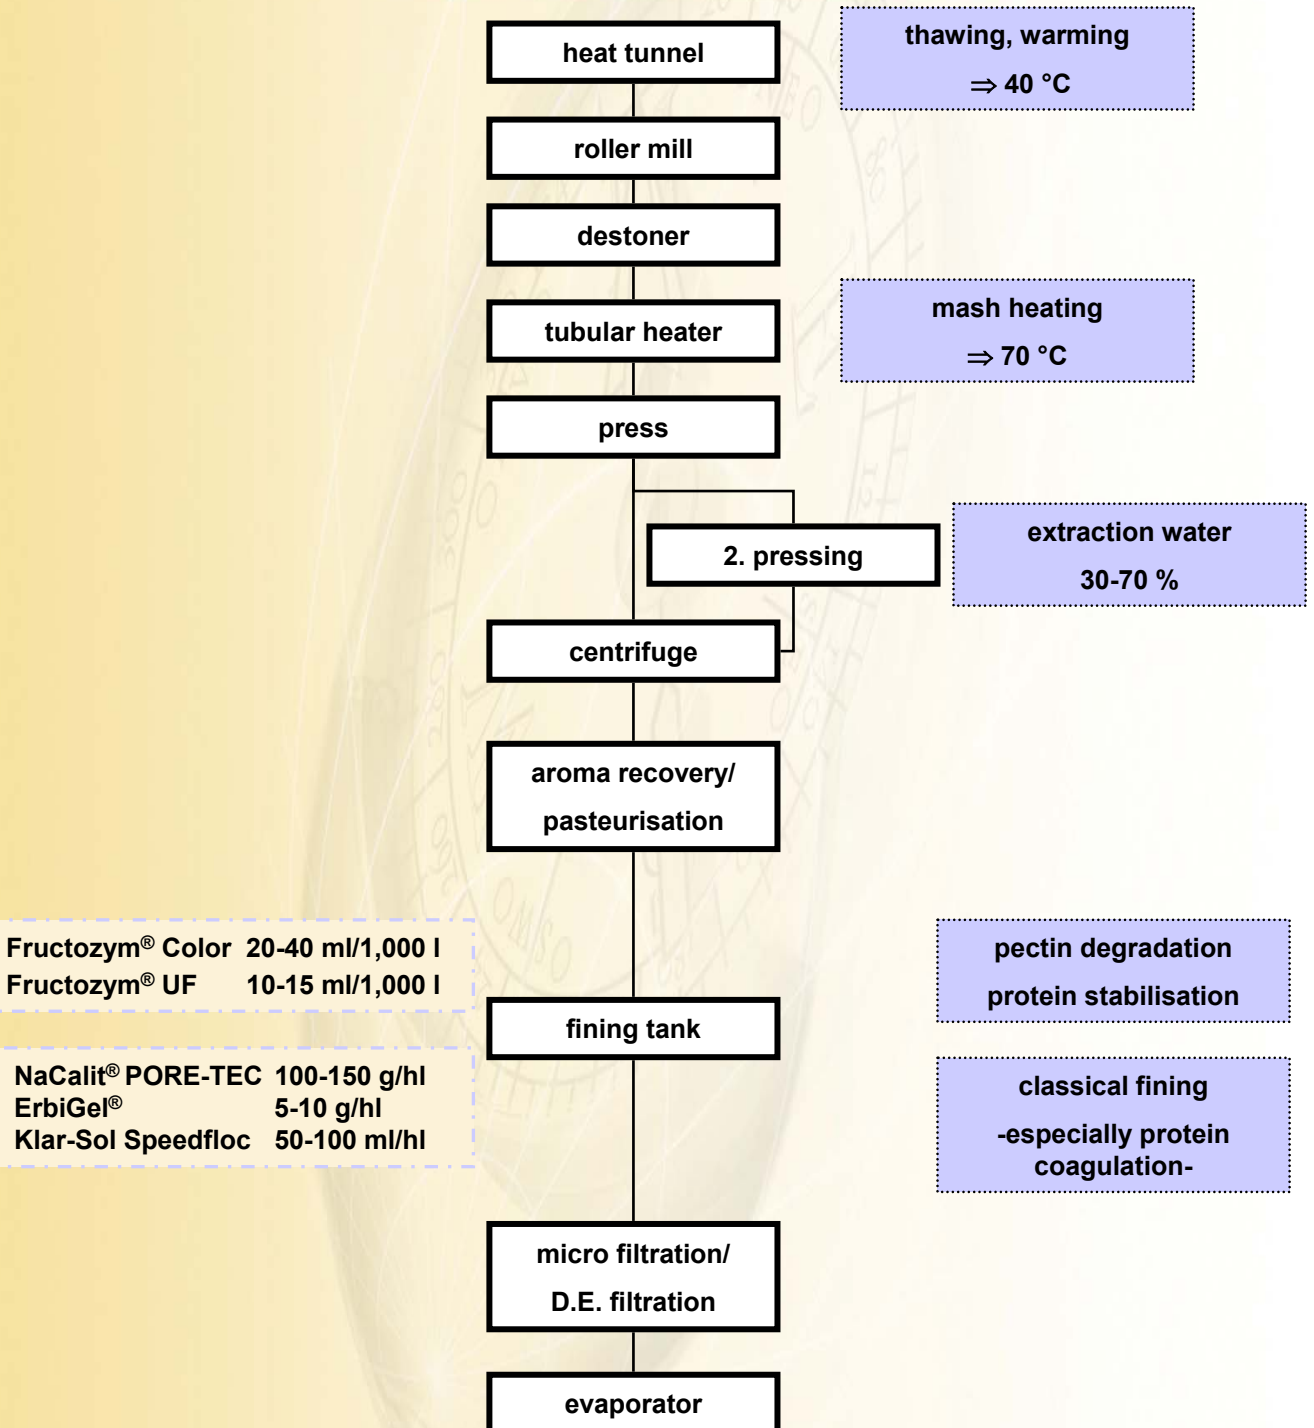 heat tunnel
thawing, warming
⇒ 40 °C
roller mill
destoner
tubular heater
mash heating
⇒ 70 °C
press
2. pressing
extraction water
30-70 %
centrifuge
aroma recovery/
pasteurisation
Fructozym® Color 20-40 ml/1,000 l
Fructozym® UF 10-15 ml/1,000 l
pectin degradation
protein stabilisation
fining tank
NaCalit® PORE-TEC 100-150 g/hl
ErbiGel® 5-10 g/hl
Klar-Sol Speedfloc 50-100 ml/hl
classical fining
-especially protein
coagulation-
micro filtration/
D.E. filtration
evaporator